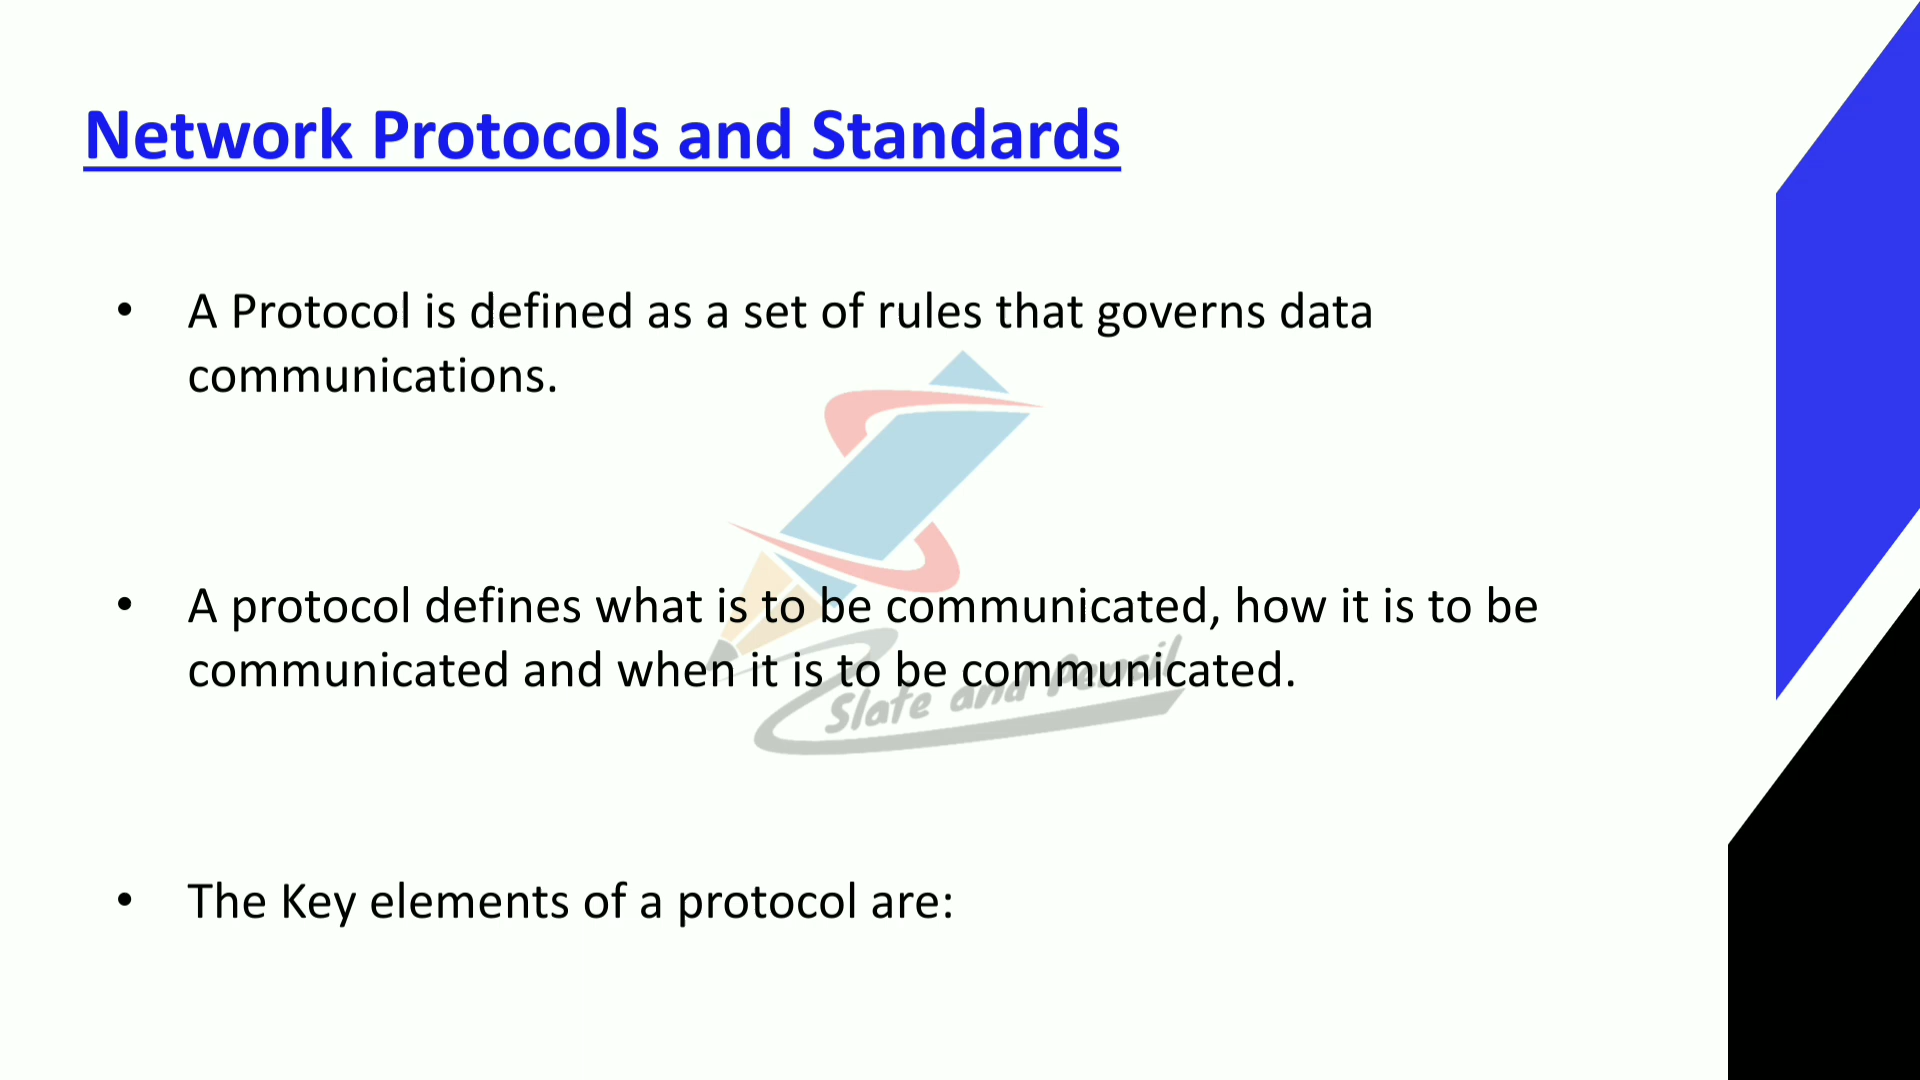 Network Protocols and Standards
• A Protocol is defined as a set of rules that governs data
communications.
• A protocol defines what is to be communicated, how it is to be
communicated and when it is to be communicated.
Slate and Pencil
• The Key elements of a protocol are: